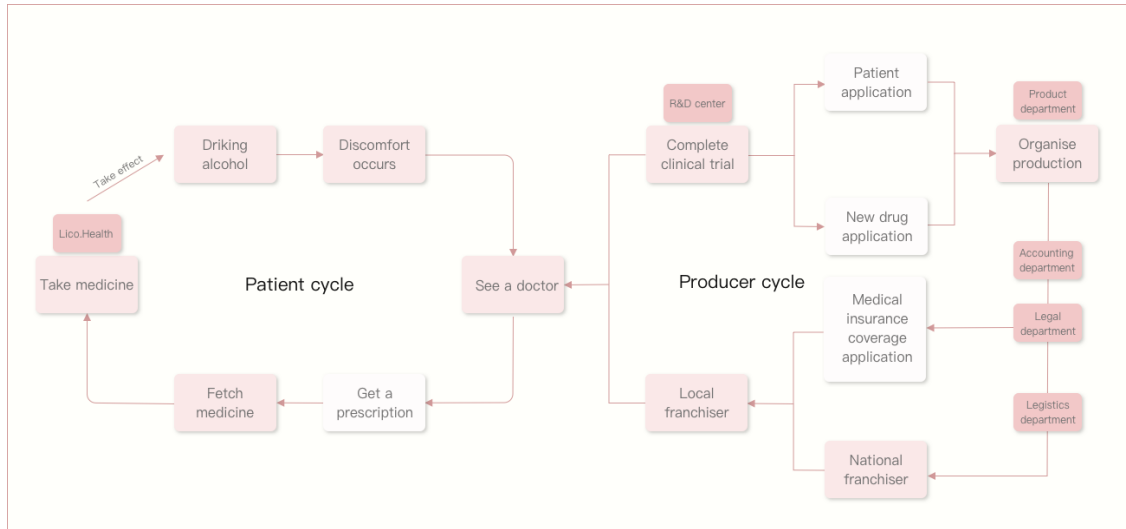 Patient
application
Product
department
R&D center
Driking
alcohol
Discomfort
occurs
Complete
clinical trial
Organise
production
Take effect
Lico.Health
New drug
application
Take medicine
Patient cycle
See a doctor
Producer cycle
Accounting
department
Medical
insurance
coverage
application
Legal
department
Fetch
medicine
Get a
prescription
Local
franchiser
Legistics
department
National
franchiser